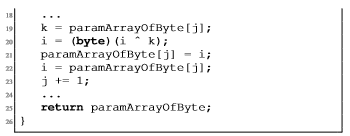 18 ...
19 k = paramArrayOfByte[j];
20 i = (byte)(i ^ k);
21 paramArrayOfByte[j] = i;
22 i = paramArrayOfByte[j];
23 j += 1;
24 ...
25 return paramArrayOfByte;
26 }